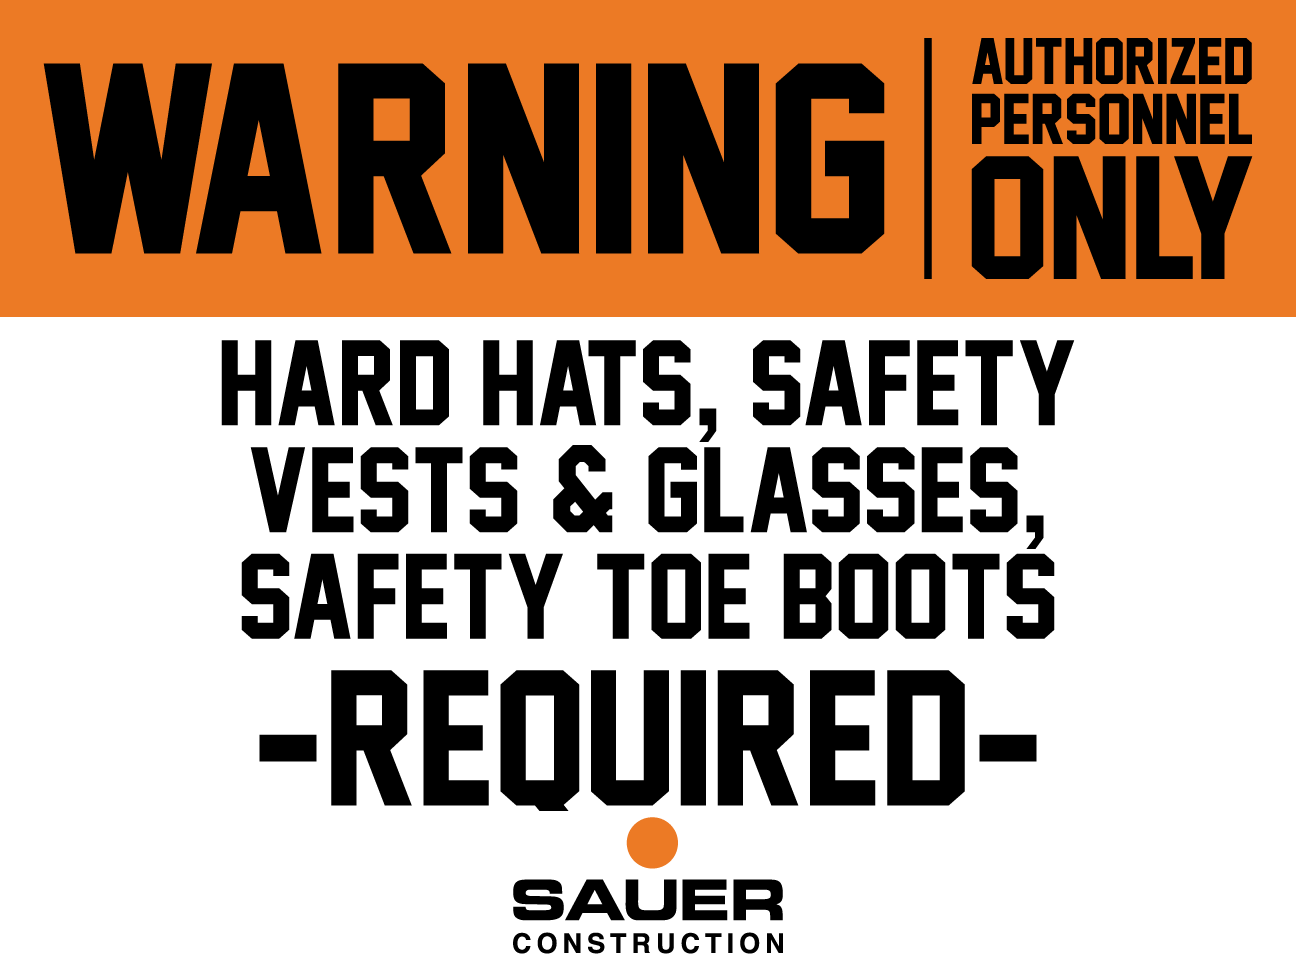 WARNING
AUTHORIZED
PERSONNEL
ONLY
HARD HATS, SAFETY
VESTS & GLASSES,
SAFETY TOE BOOTS
-REQUIRED-
SAUER
CONSTRUCTION